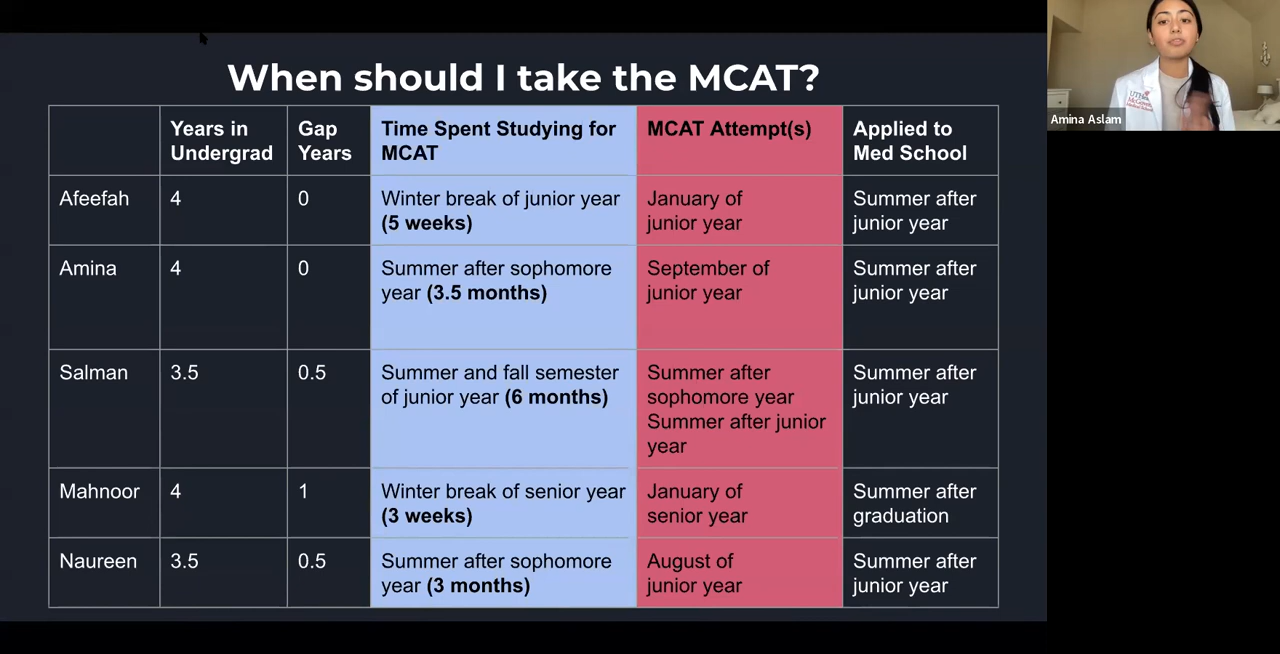 When should I take the MCAT?
Years in
Undergrad
Gap
Years
Time Spent Studying for
MCAT
MCAT Attempt(s)
Applied to
Med School
Afeefah
4
0
Winter break of junior year
(5 weeks)
January of
junior year
Summer after
junior year
Amina
4
0
Summer after sophomore
year (3.5 months)
September of
junior year
Summer after
junior year
Salman
3.5
0.5
Summer and fall semester
of junior year (6 months)
Summer after
sophomore year
Summer after junior
year
Summer after
junior year
Mahnoor
4
1
Winter break of senior year
(3 weeks)
January of
senior year
Summer after
graduation
Naureen
3.5
0.5
Summer after sophomore
year (3 months)
August of
junior year
Summer after
junior year
Amina Aslam